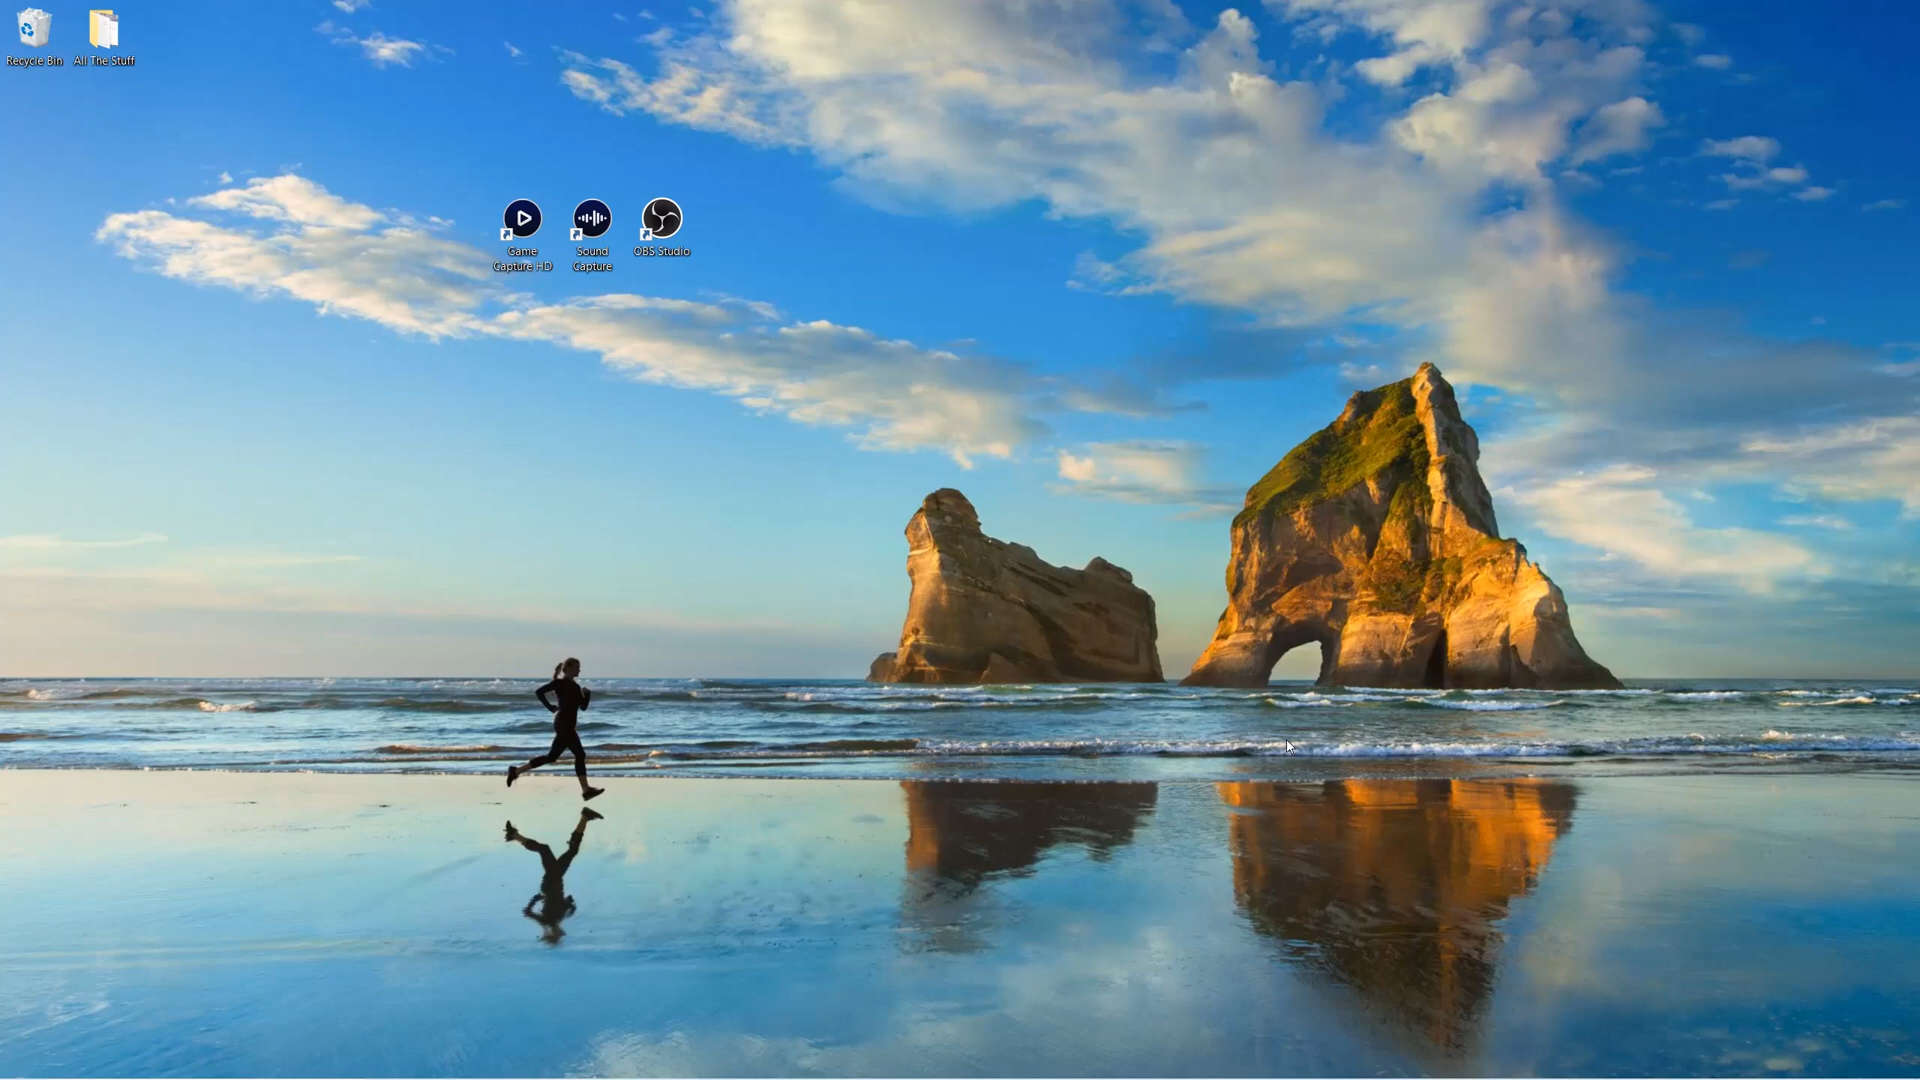 Recycle Bin
All The Stuff
Game
Capture HD
Sound
Capture
OBS Studio